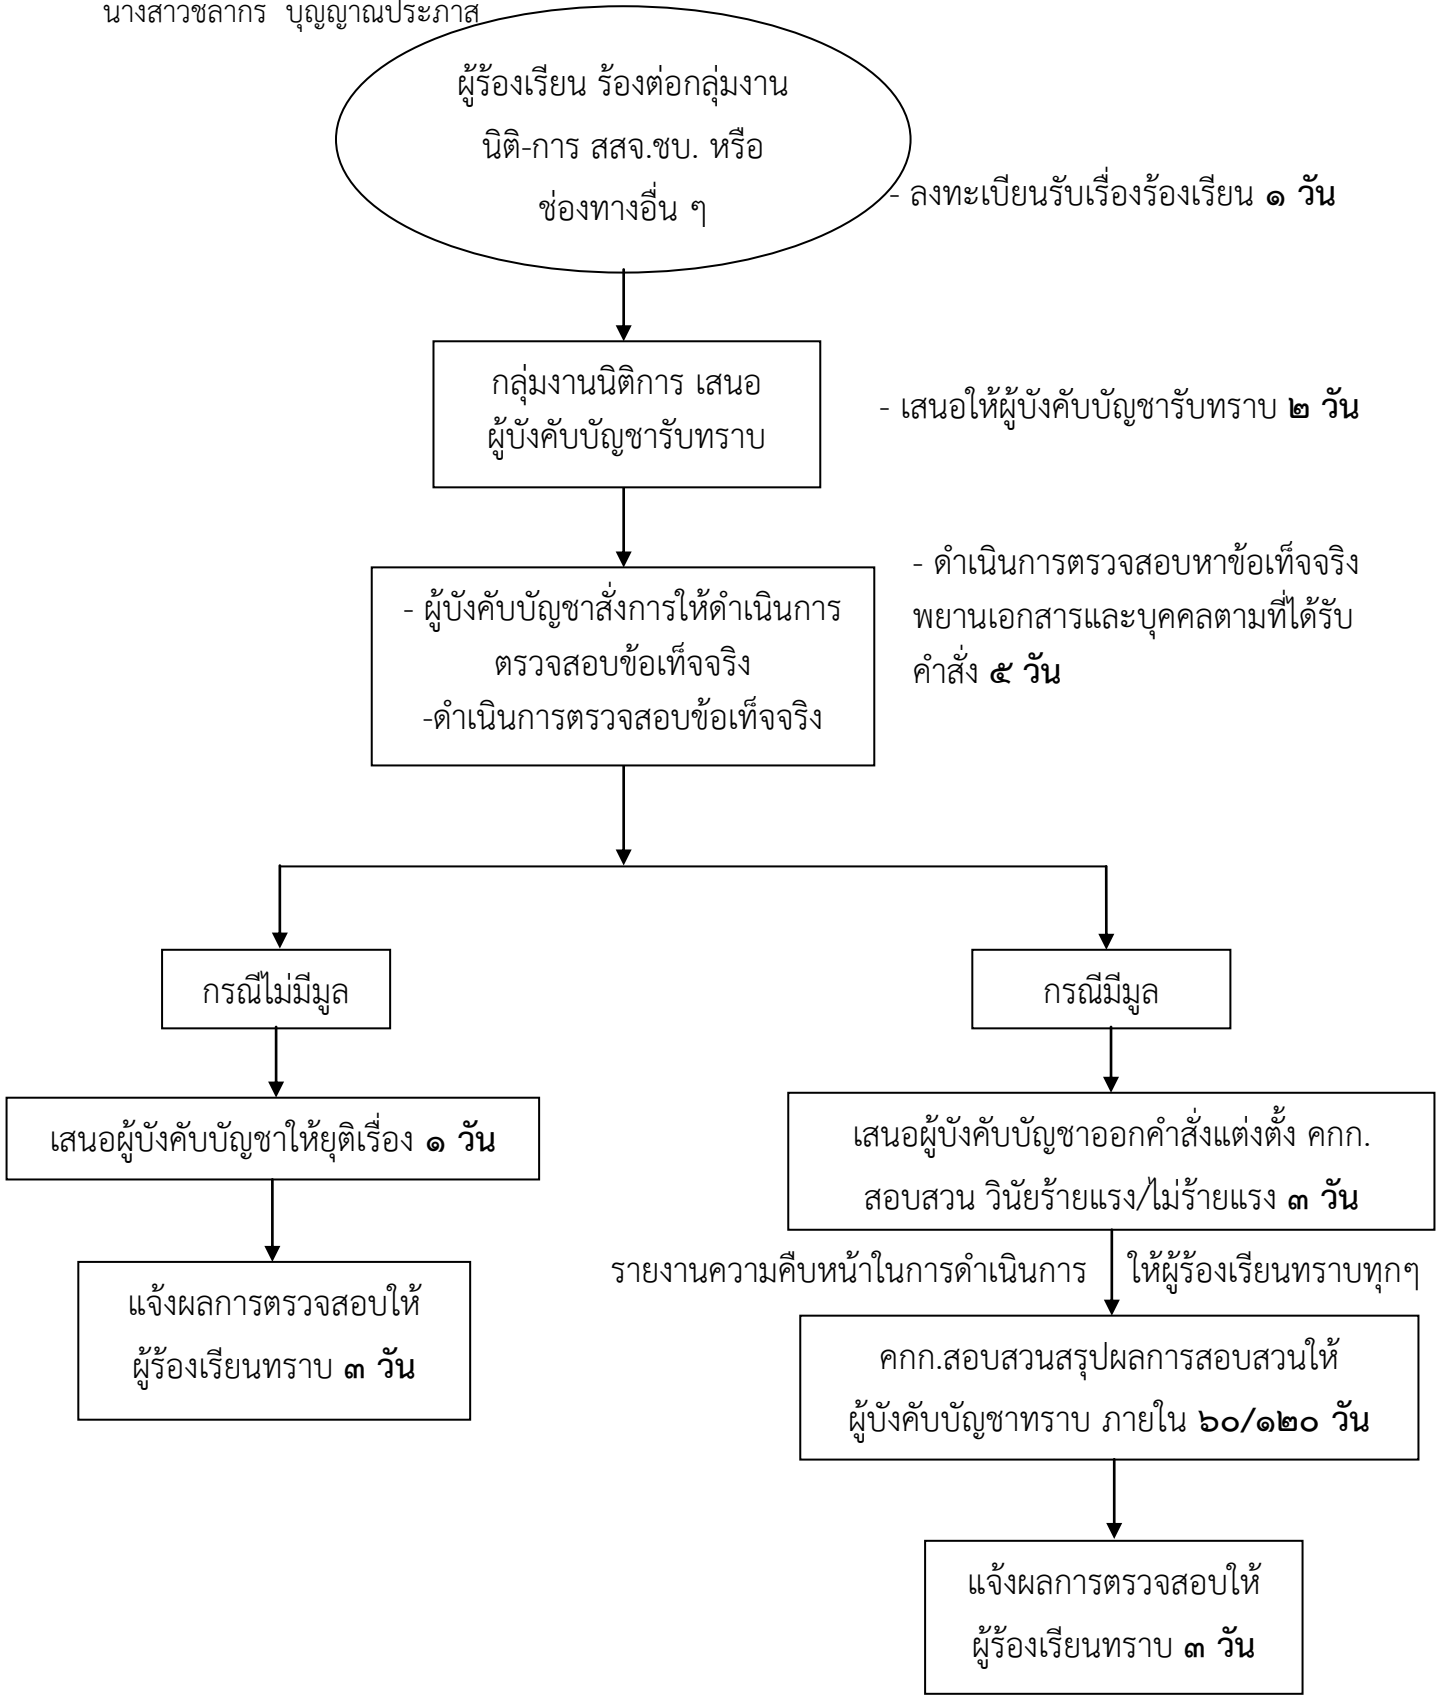 นางสาวชลากร บุญญาณประภาส
ผู้ร้องเรียน ร้องต่อกลุ่มงาน
นิติ-การ สสจ.ชบ. หรือ
ช่องทางอื่น ๆ
- ลงทะเบียนรับเรื่องร้องเรียน ๑ วัน
กลุ่มงานนิติการ เสนอ
ผู้บังคับบัญชารับทราบ
- เสนอให้ผู้บังคับบัญชารับทราบ ๒ วัน
- ผู้บังคับบัญชาสั่งการให้ดำเนินการ
ตรวจสอบข้อเท็จจริง
-ดำเนินการตรวจสอบข้อเท็จจริง
- ดำเนินการตรวจสอบหาข้อเท็จจริง
พยานเอกสารและบุคคลตามที่ได้รับ
คำสั่ง ๕ วัน
กรณีไม่มีมูล
กรณีมีมูล
เสนอผู้บังคับบัญชาให้ยุติเรื่อง ๑ วัน
แจ้งผลการตรวจสอบให้
ผู้ร้องเรียนทราบ ๓ วัน
เสนอผู้บังคับบัญชาออกคำสั่งแต่งตั้ง คกก.
สอบสวน วินัยร้ายแรง/ไม่ร้ายแรง ๓ วัน
รายงานความคืบหน้าในการดำเนินการ ให้ผู้ร้องเรียนทราบทุกๆ
คกก.สอบสวนสรุปผลการสอบสวนให้
ผู้บังคับบัญชาทราบ ภายใน ๖๐/๑๒๐ วัน
แจ้งผลการตรวจสอบให้
ผู้ร้องเรียนทราบ ๓ วัน